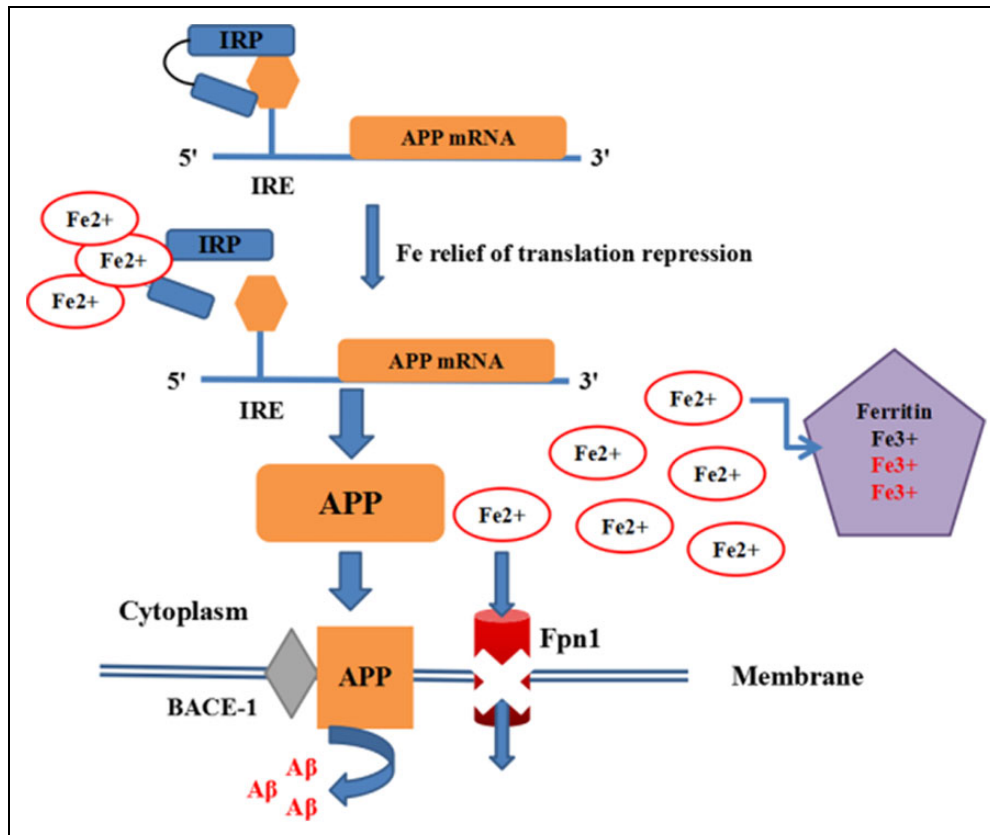 IRP
5'
APP mRNA
3'
IRE
Fe2+
Fe2+
Fe2+
IRP
Fe relief of translation repression
5'
APP mRNA
3'
IRE
Fe2+
Fe2+
Fe2+
Fe2+
Fe2+
Fe2+
Ferritin
Fe3+
Fe3+
Fe3+
APP
Cytoplasm
Fpn1
APP
Membrane
BACE-1
Aβ
Aβ
Aβ